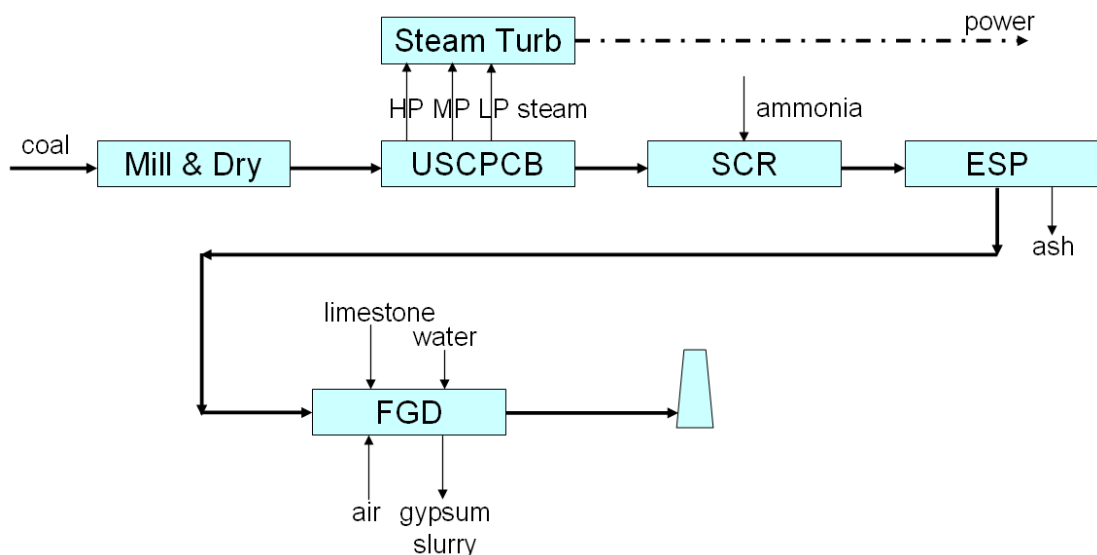 Steam Turb
power
HP MP LP steam
ammonia
coal
Mill & Dry
USCPCB
SCR
ESP
ash
limestone
water
FGD
air
gypsum
slurry